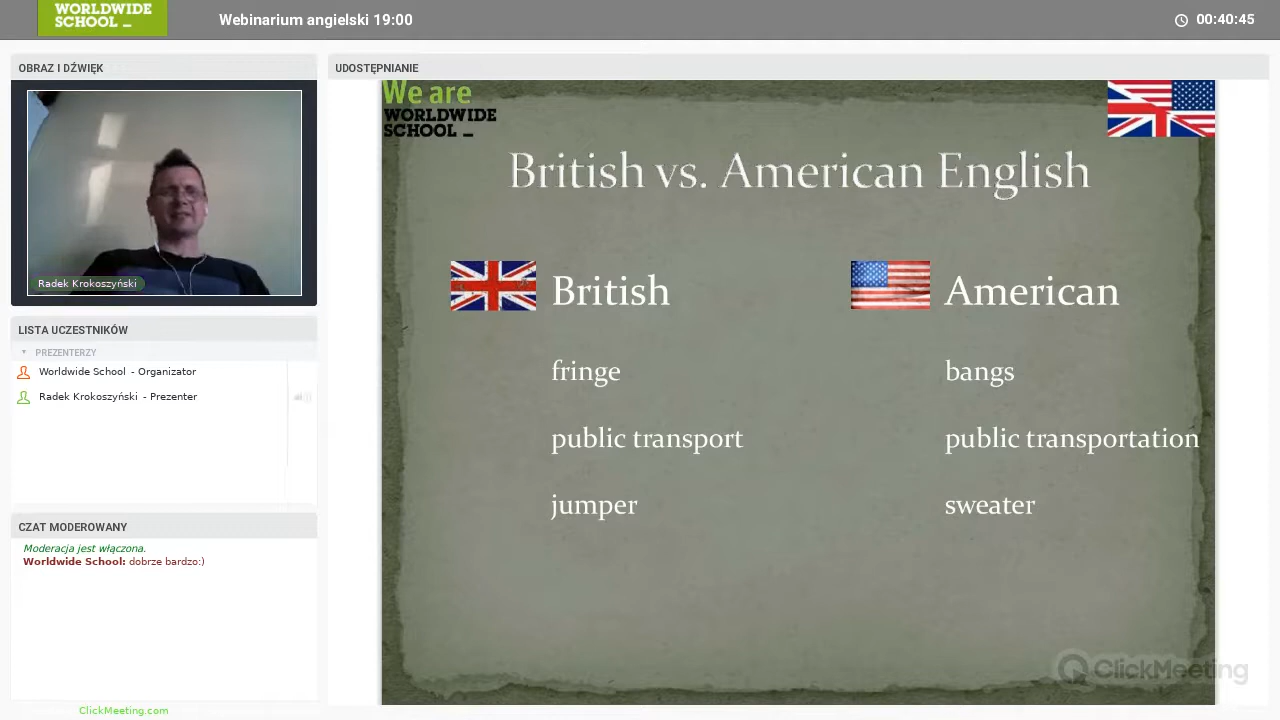 WORLDWIDE
SCHOOL _
Webinarium angielski 19:00
00:40:45
OBRAZ I DŹWIĘK
Radek Krokoszyński
LISTA UCZESTNIKÓW
PREZENTERZY
Worldwide School - Organizator
Radek Krokoszyński - Prezenter
CZAT MODEROWANY
Moderacja jest włączona.
Worldwide School: dobrze bardzo:)
ClickMeeting.com
UDOSTĘPNIANIE
We are
WORLDWIDE
SCHOOL _
British vs. American English
British American
fringe bangs
public transport public transportation
jumper sweater
ClickMeeting